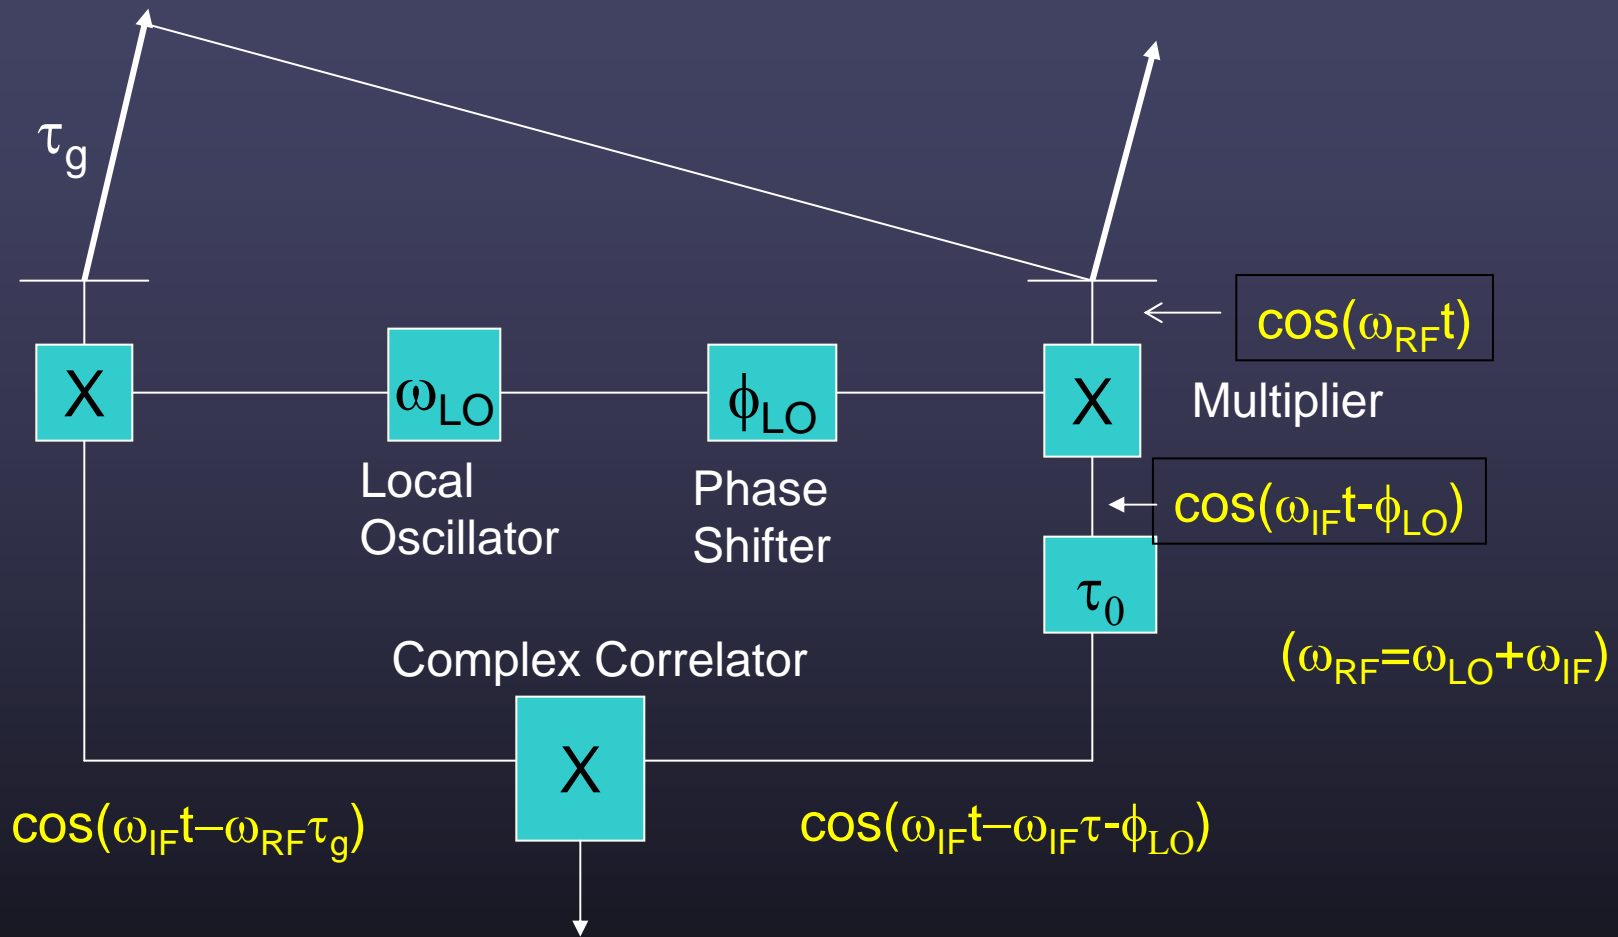 τg
cos(ωRFt)
X
ωLO
ϕLO
X
Multiplier
Local
Oscillator
Phase
Shifter
cos(ωIFt-ϕLO)
τ0
Complex Correlator
(ωRF=ωLO+ωIF)
X
cos(ωIFt–ωRFτg)
cos(ωIFt–ωIFτ-ϕLO)